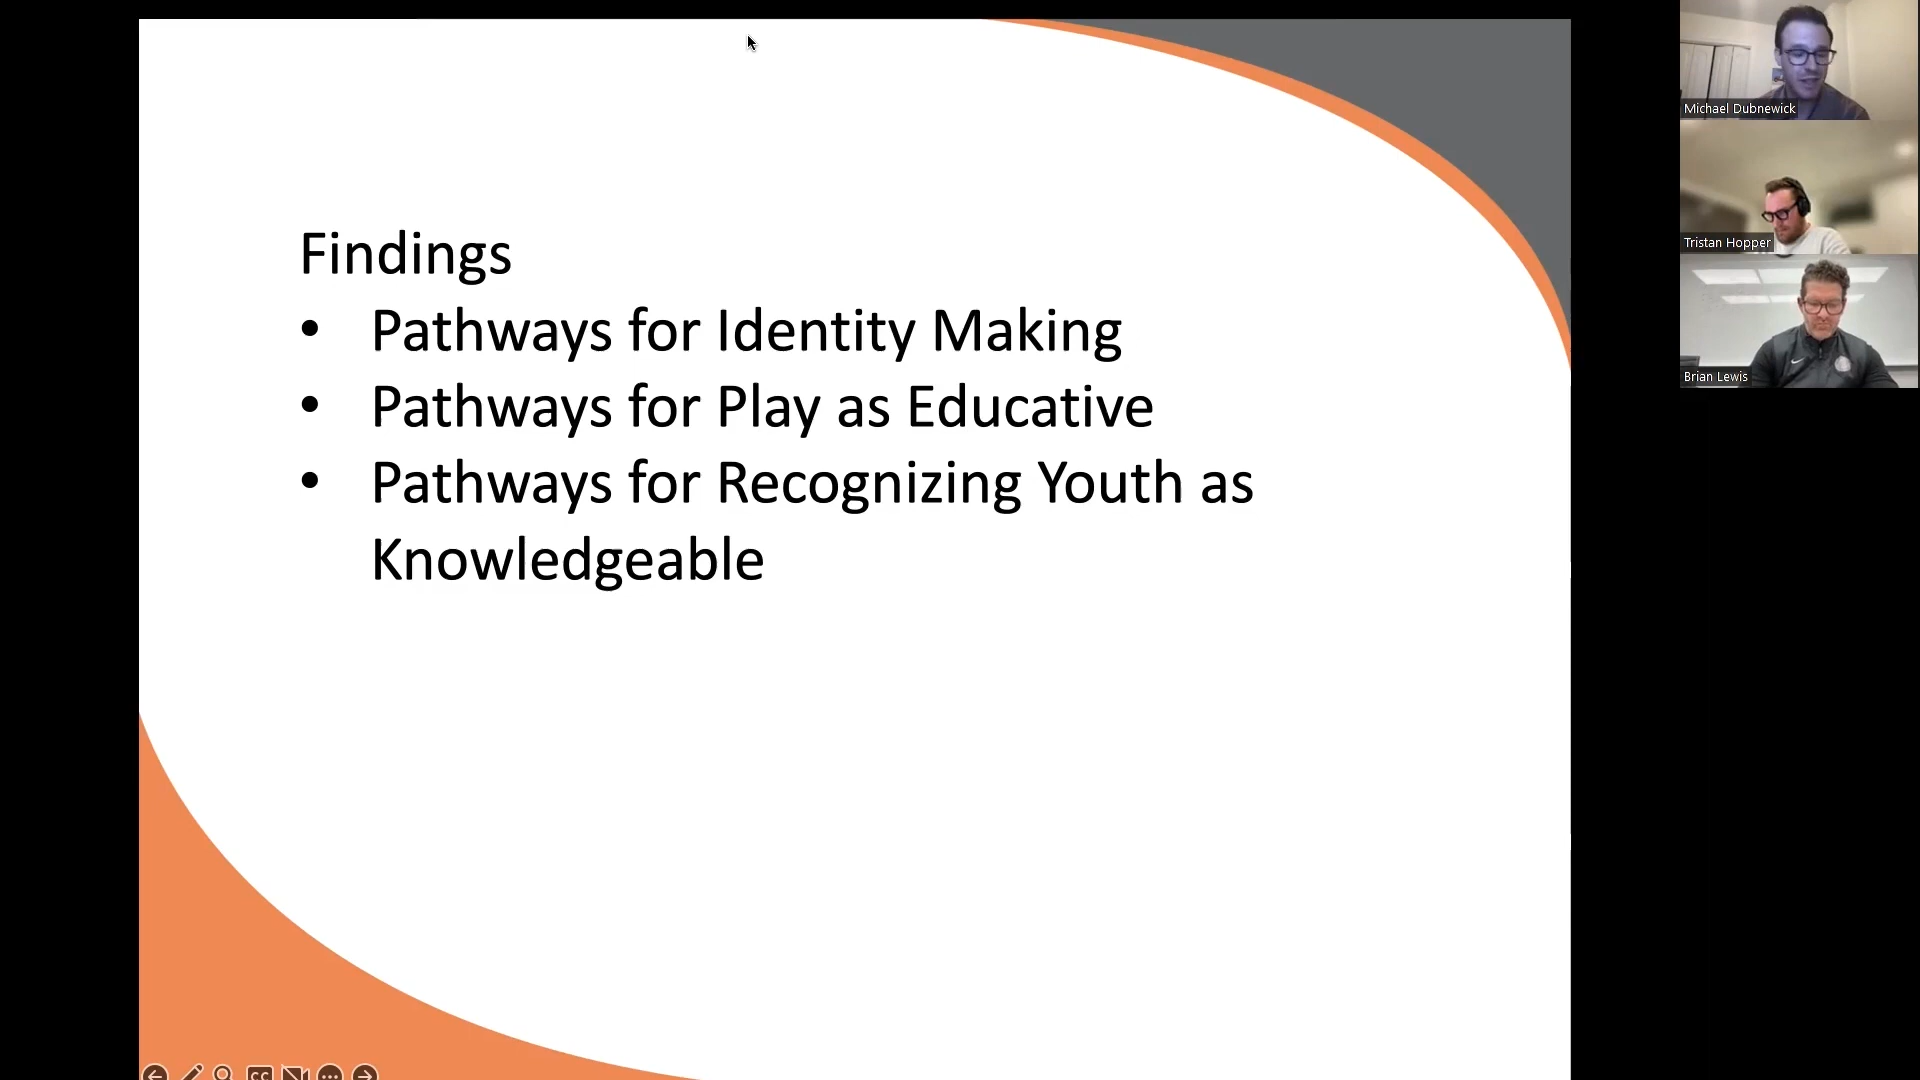 Findings
• Pathways for Identity Making
• Pathways for Play as Educative
• Pathways for Recognizing Youth as
Knowledgeable
Michael Dubnewick
Tristan Hopper
Brian Lewis
CC